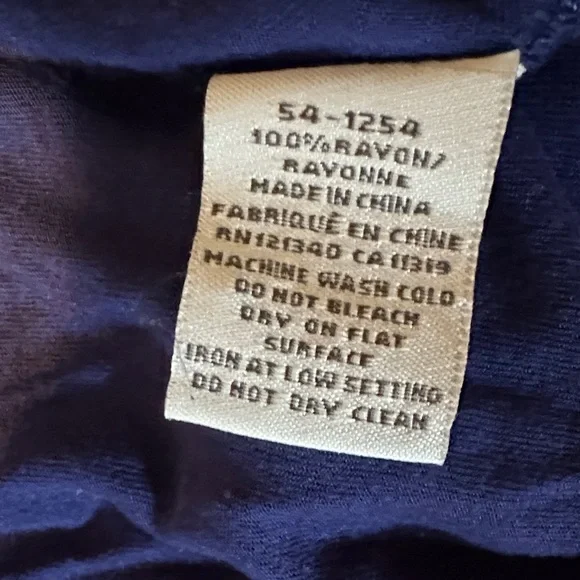 54-1254
100%RAYON/
RAYONNE
MADE IN CHINA
FABRIQUÉ EN CHINE
RN121340 CA11319
MACHINE WASH COLD
DO NOT BLEACH
DRY ON FLAT
SURFACE
IRON AT LOW SETTING
DO NOT DRY CLEAN